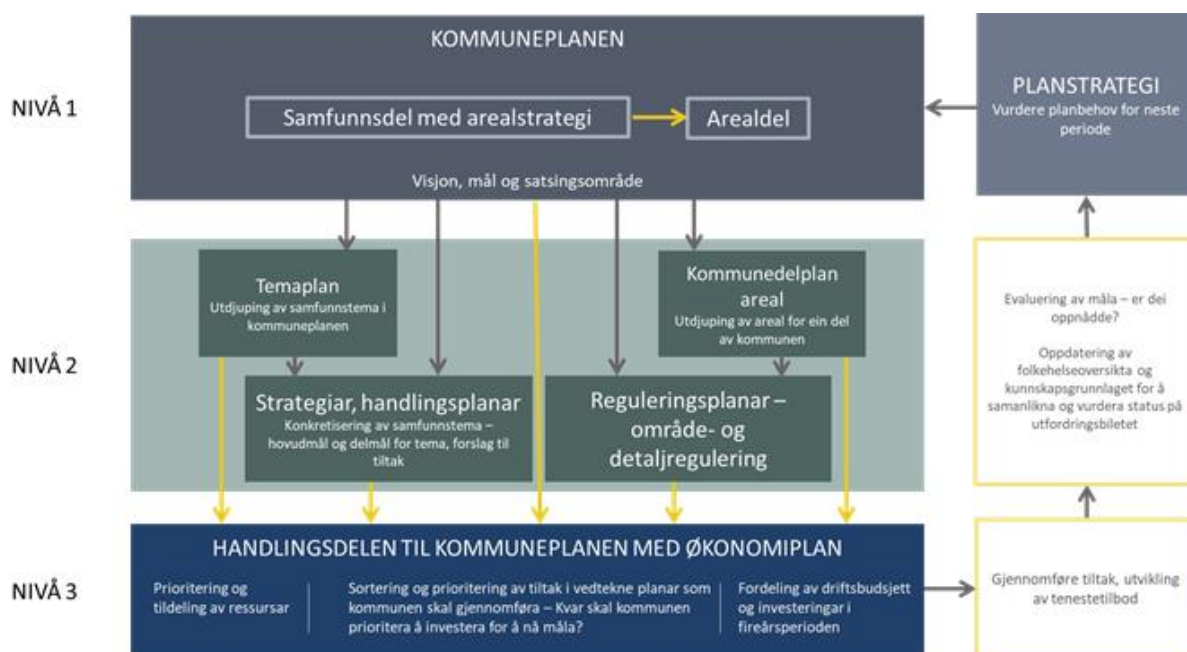 KOMMUNEPLANEN
NIVÅ 1
Samfunnsdel med arealstrategi
Arealdel
Visjon, mål og satsingsområde
PLANSTRATEGI
Vurdere planbehov for neste
periode
NIVÅ 2
Temaplan
Utdjuping av samfunnstema i
kommuneplanen
Kommunedelplan
areal
Utdjuping av areal for ein del
av kommunen
Strategiar, handlingsplanar
Konkretisering av samfunnstema –
hovudmål og delmål for tema, forslag til
tiltak
Reguleringsplanar –
område- og
detaljregulering
Evaluering av måla – er dei
oppnådde?
Oppdatering av
folkehelseoversikta og
kunnskapsgrunnlaget for å
samanlikna og vurdera status på
utfordringsbiletet
NIVÅ 3
HANDLINGSDELEN TIL KOMMUNEPLANEN MED ØKONOMIPLAN
Prioritering og
tildeling av ressursar
Sortering og prioritering av tiltak i vedtekne planar som
kommunen skal gjennomføra – Kvar skal kommunen
prioritera å investera for å nå måla?
Fordeling av driftsbudsjett
og investeringar i
fireårsperioden
Gjennomføre tiltak, utvikling
av tenestetilbod